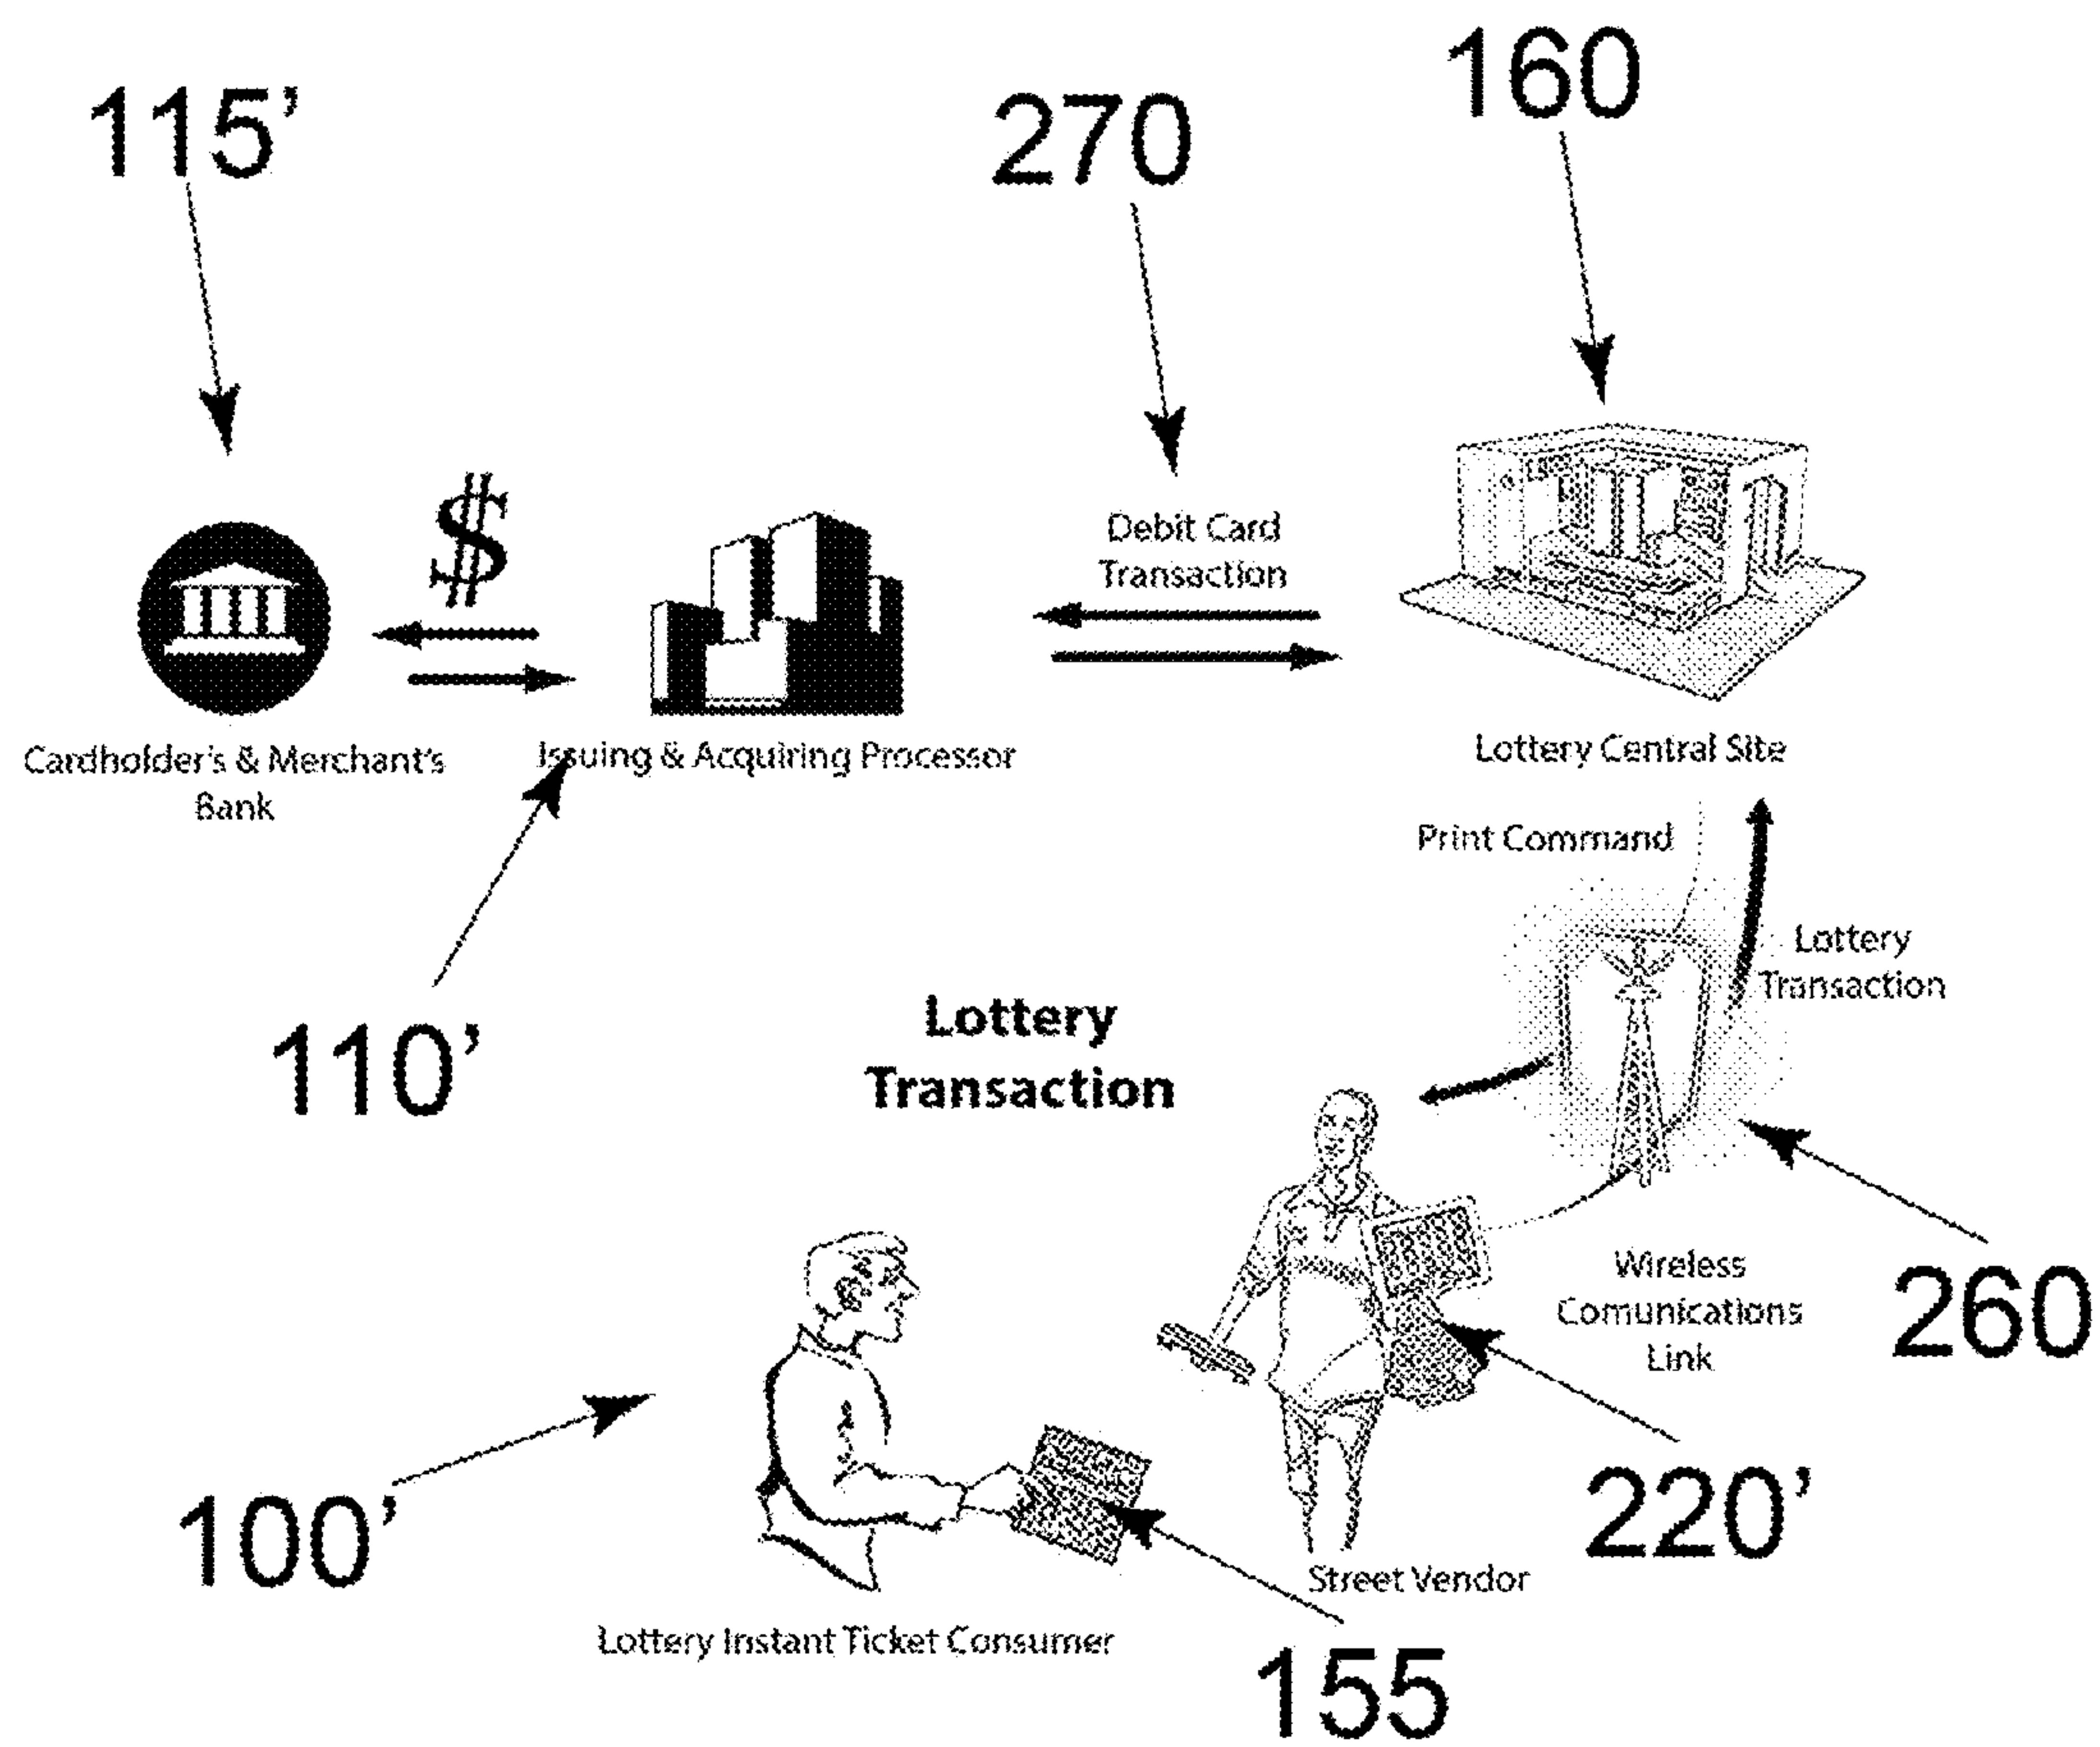 115'
270
160
$
Debit Card
Transaction
Cardholder's & Merchant's
Bank
Issuing & Acquiring Processor
Lottery Central Site
Print Command
Lottery
Transaction
110'
Lottery
Transaction
Wireless
Comunications
Link
260
100'
220'
Street Vendor
Lottery Instant Ticket Consumer
155